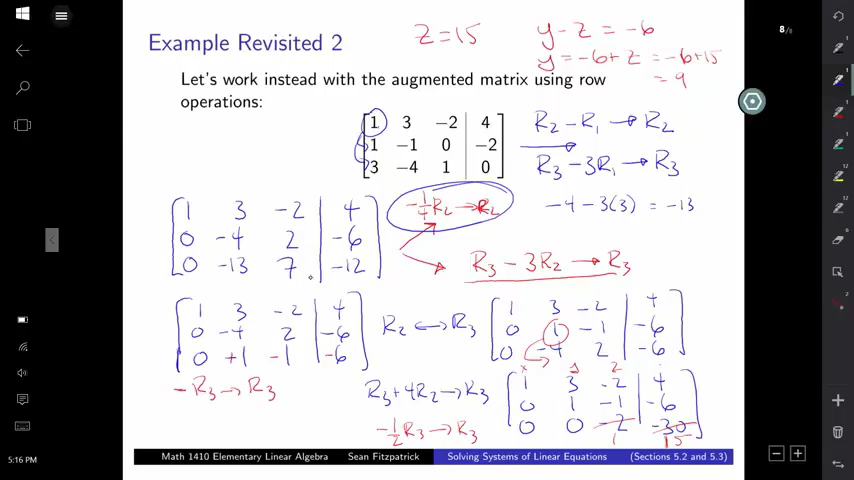 8/8
Example Revisited 2
z = 15
y - z = -6
y = -6 + z = -6 + 15
= 9
Let's work instead with the augmented matrix using row
operations:
1 3 −2 4
1 −1 0 −2
3 −4 1 0
R2 - R1 → R2
R3 - 3R1 → R3
1 3 -2 4
0 -4 2 -6
0 -13 7 -12
-1/4 R2 → R2
-4 - 3(3) = -13
R3 - 3R2 → R3
1 3 -2 4
0 -4 2 -6
0 +1 -1 -6
R2 ↔ R3
1 3 -2 4
0 1 -1 -6
0 -4 2 -6
-R3 → R3
R3 + 4R2 → R3
-1/2 R3 → R3
x y z
1 3 -2 4
0 1 -1 -6
0 0 -2 -30
1 15
5:16 PM
Math 1410 Elementary Linear Algebra Sean Fitzpatrick Solving Systems of Linear Equations (Sections 5.2 and 5.3)